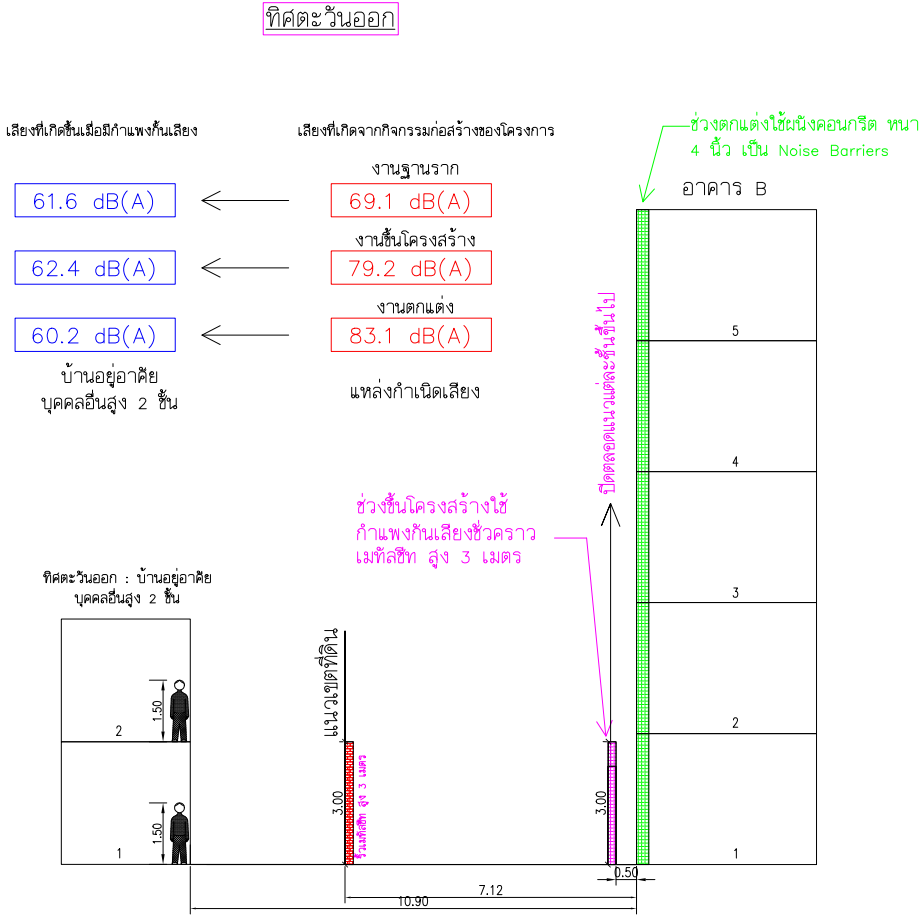 ทิศตะวันออก
เสียงที่เกิดขึ้นเมื่อมีกำแพงกั้นเสียง
เสียงที่เกิดจากกิจกรรมก่อสร้างของโครงการ
ช่วงตกแต่งใช้ผนังคอนกรีต หนา
4 นิ้ว เป็น Noise Barriers
งานฐานราก
อาคาร B
61.6 dB(A)
69.1 dB(A)
งานขึ้นโครงสร้าง
62.4 dB(A)
79.2 dB(A)
งานตกแต่ง
60.2 dB(A)
83.1 dB(A)
บ้านอยู่อาศัย
บุคคลอื่นสูง 2 ชั้น
แหล่งกำเนิดเสียง
ปิดตลอดแนวแต่ละชั้นขึ้นไป
5
4
3
2
1
ช่วงขึ้นโครงสร้างใช้
กำแพงกันเสียงชั่วคราว
เมทัลชีท สูง 3 เมตร
ทิศตะวันออก : บ้านอยู่อาศัย
บุคคลอื่นสูง 2 ชั้น
แนวเขตที่ดิน
1.50
2
1.50
1
3.00
รั้วเมทัลชีท สูง 3 เมตร
3.00
0.50
7.12
10.90